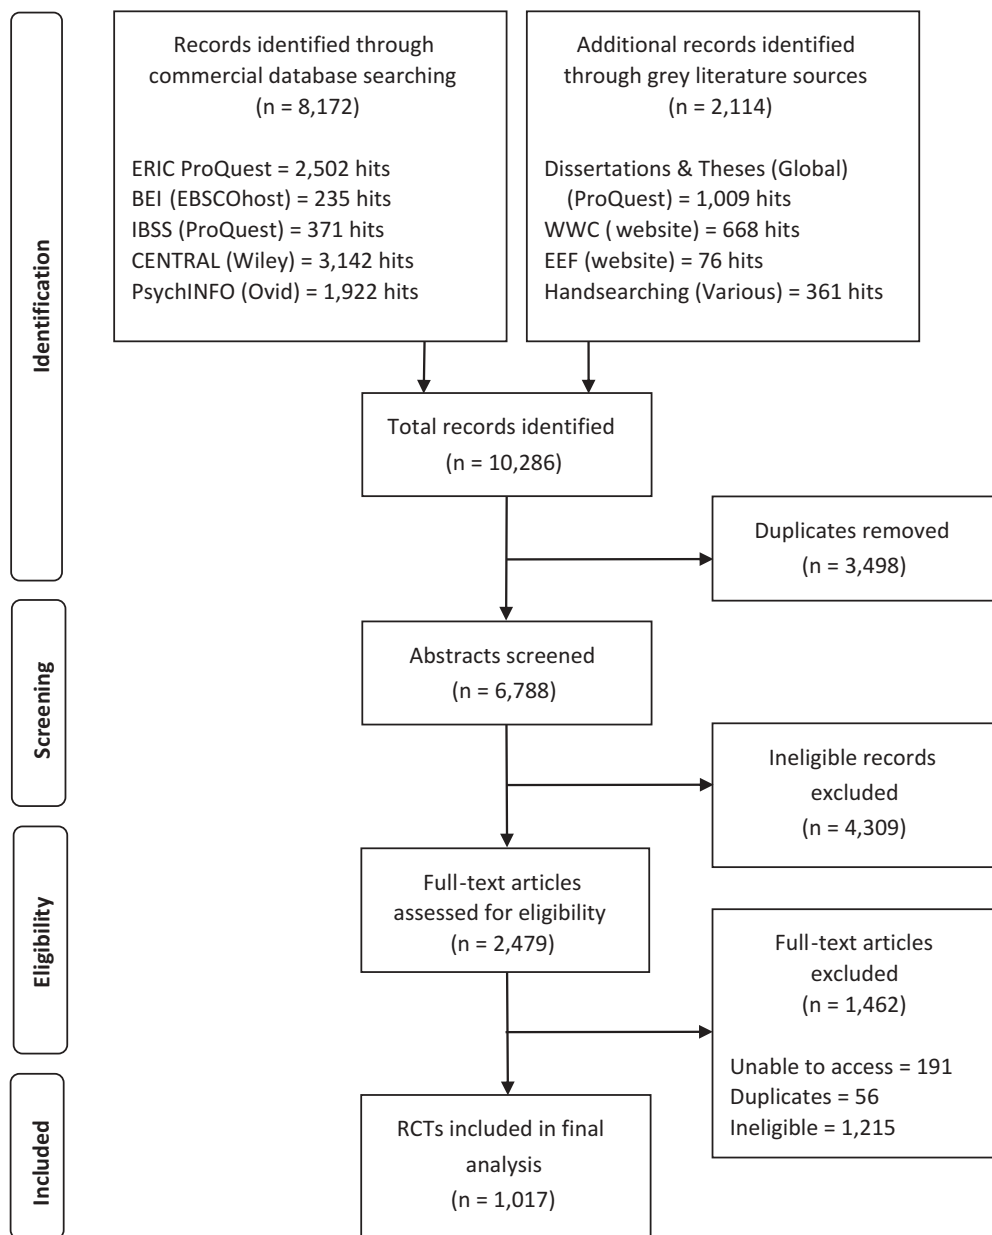 Identification
Records identified through
commercial database searching
(n = 8,172)
ERIC ProQuest = 2,502 hits
BEI (EBSCOhost) = 235 hits
IBSS (ProQuest) = 371 hits
CENTRAL (Wiley) = 3,142 hits
PsychINFO (Ovid) = 1,922 hits
Additional records identified
through grey literature sources
(n = 2,114)
Dissertations & Theses (Global)
(ProQuest) = 1,009 hits
WWC ( website) = 668 hits
EEF (website) = 76 hits
Handsearching (Various) = 361 hits
Total records identified
(n = 10,286)
Duplicates removed
(n = 3,498)
Screening
Abstracts screened
(n = 6,788)
Ineligible records
excluded
(n = 4,309)
Eligibility
Full-text articles
assessed for eligibility
(n = 2,479)
Full-text articles
excluded
(n = 1,462)
Unable to access = 191
Duplicates = 56
Ineligible = 1,215
Included
RCTs included in final
analysis
(n = 1,017)